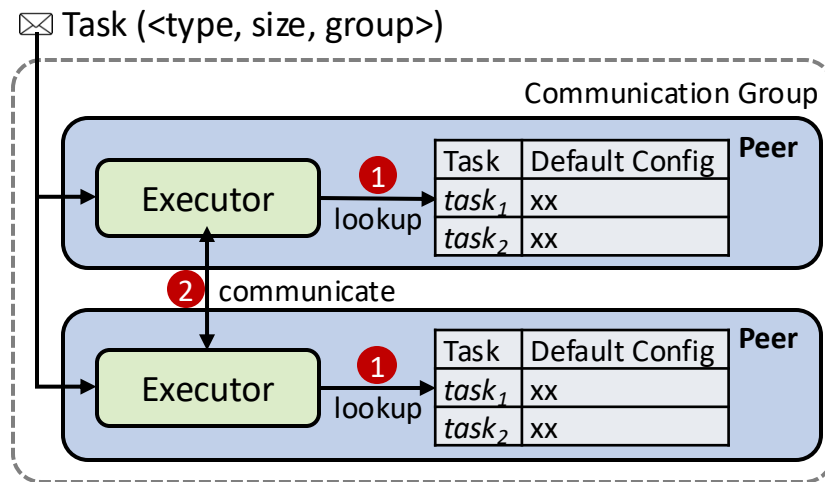 Task (<type, size, group>)
Communication Group
Peer
Task Default Config
task₁ xx
task₂ xx
Executor
1
lookup
2 communicate
Peer
Task Default Config
task₁ xx
task₂ xx
Executor
1
lookup